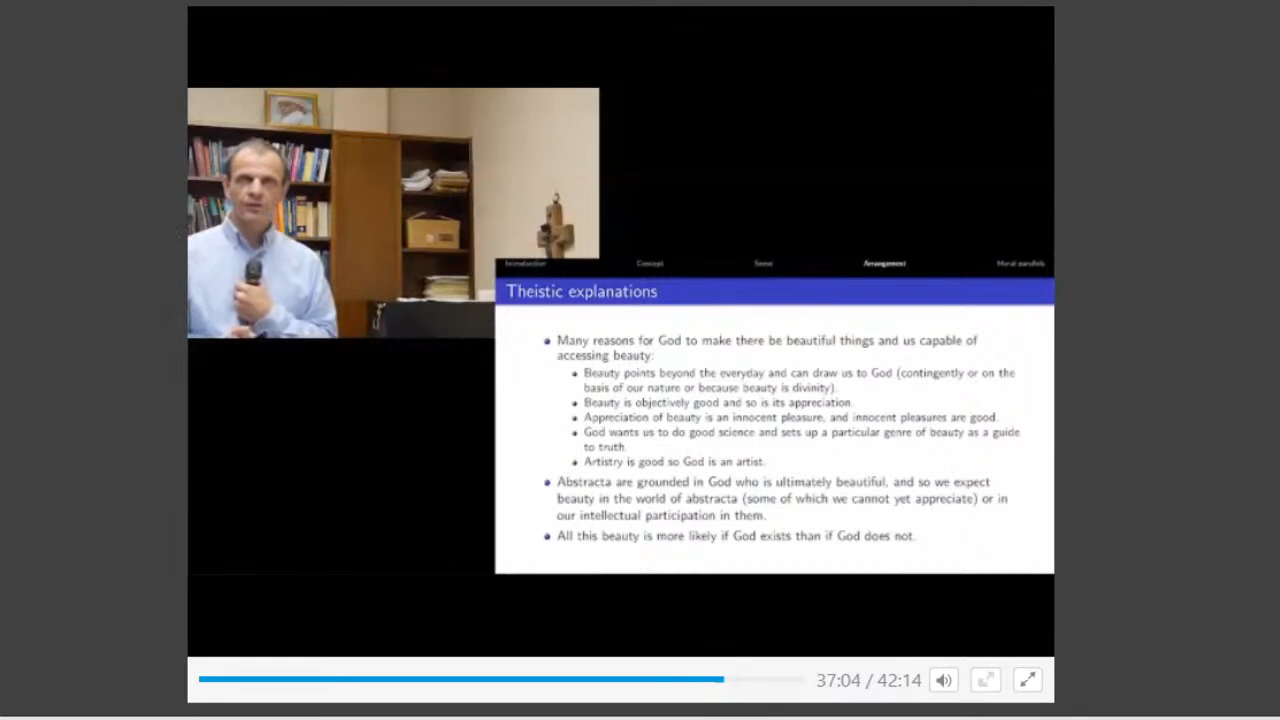 Introduction Concept Sense Arrangement Moral parallels
Theistic explanations
Many reasons for God to make there be beautiful things and us capable of
accessing beauty:
Beauty points beyond the everyday and can draw us to God (contingently or on the
basis of our nature or because beauty is divinity).
Beauty is objectively good and so is its appreciation.
Appreciation of beauty is an innocent pleasure, and innocent pleasures are good.
God wants us to do good science and sets up a particular genre of beauty as a guide
to truth.
Artistry is good so God is an artist.
Abstracta are grounded in God who is ultimately beautiful, and so we expect
beauty in the world of abstracta (some of which we cannot yet appreciate) or in
our intellectual participation in them.
All this beauty is more likely if God exists than if God does not.
37:04 / 42:14